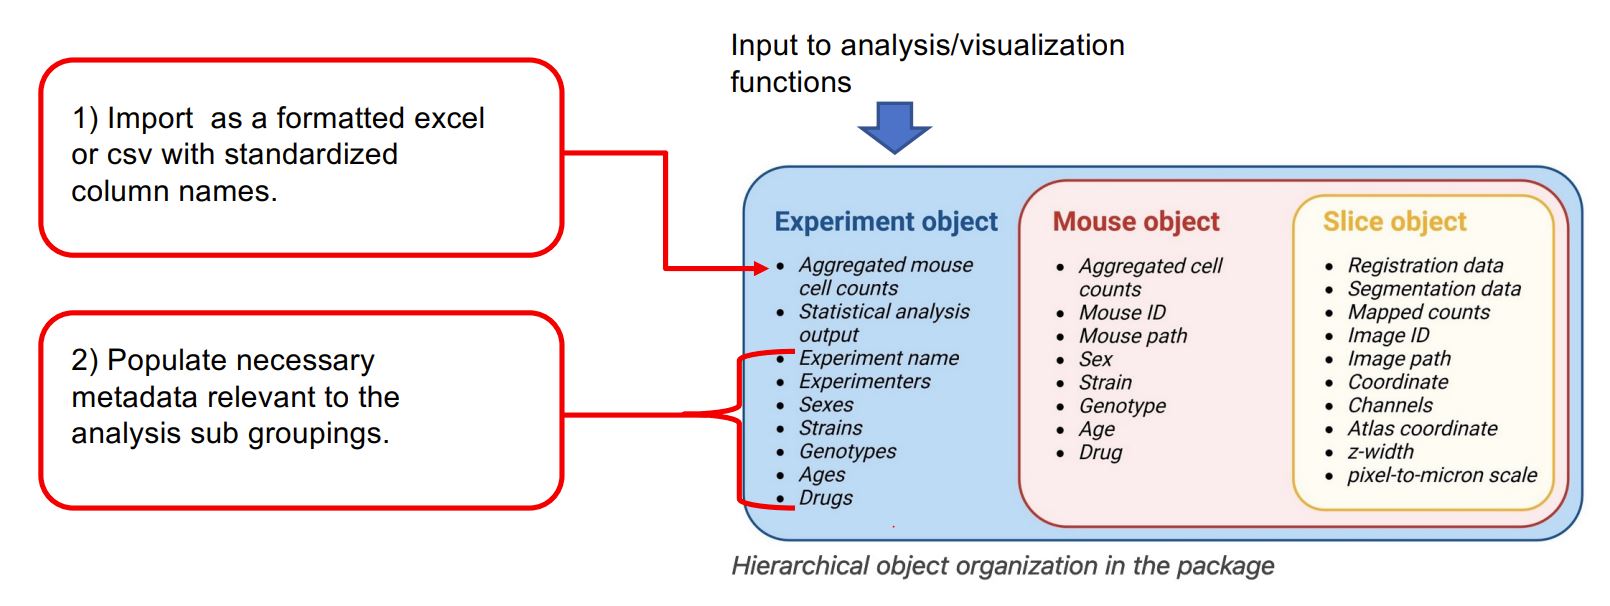 Input to analysis/visualization
functions
1) Import  as a formatted excel
or csv with standardized
column names.
2) Populate necessary
metadata relevant to the
analysis sub groupings.
Experiment object
• Aggregated mouse
cell counts
• Statistical analysis
output
• Experiment name
• Experimenters
• Sexes
• Strains
• Genotypes
• Ages
• Drugs
Mouse object
• Aggregated cell
counts
• Mouse ID
• Mouse path
• Sex
• Strain
• Genotype
• Age
• Drug
Slice object
• Registration data
• Segmentation data
• Mapped counts
• Image ID
• Image path
• Coordinate
• Channels
• Atlas coordinate
• z-width
• pixel-to-micron scale
Hierarchical object organization in the package